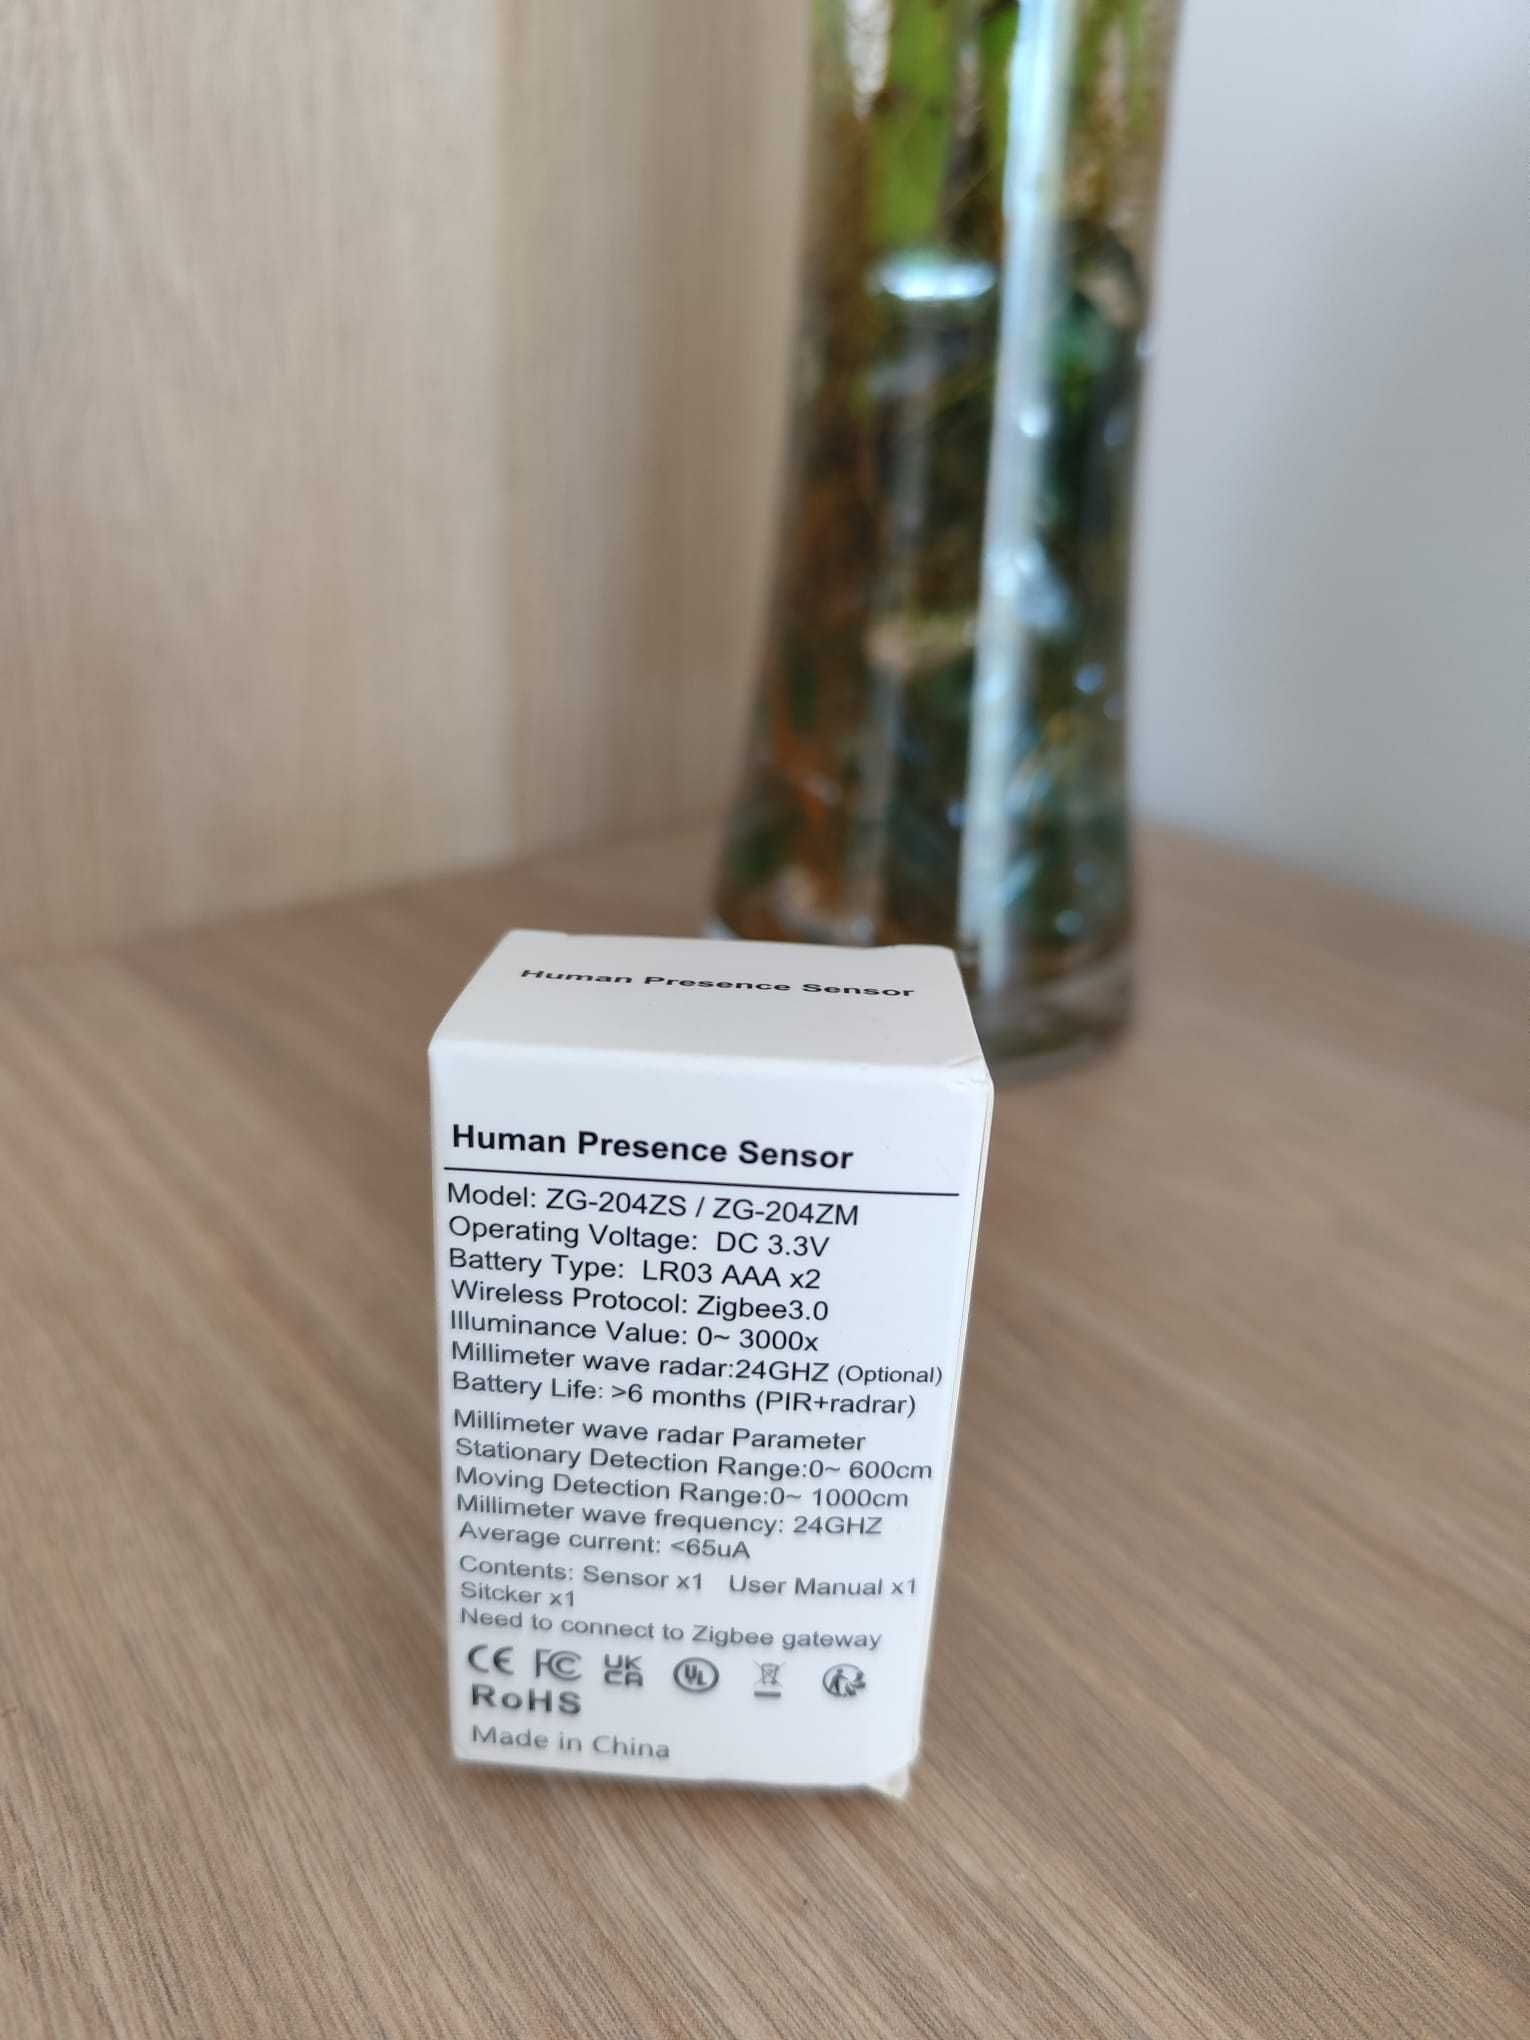 Human Presence Sensor
Human Presence Sensor
Model: ZG-204ZS / ZG-204ZM
Operating Voltage: DC 3.3V
Battery Type: LR03 AAA x2
Wireless Protocol: Zigbee3.0
Illuminance Value: 0~ 3000x
Millimeter wave radar:24GHZ (Optional)
Battery Life: >6 months (PIR+radrar)
Millimeter wave radar Parameter
Stationary Detection Range:0~ 600cm
Moving Detection Range:0~ 1000cm
Millimeter wave frequency: 24GHZ
Average current: <65uA
Contents: Sensor x1 User Manual x1
Sitcker x1
Need to connect to Zigbee gateway
CE FC UK CA UL
RoHS
Made in China